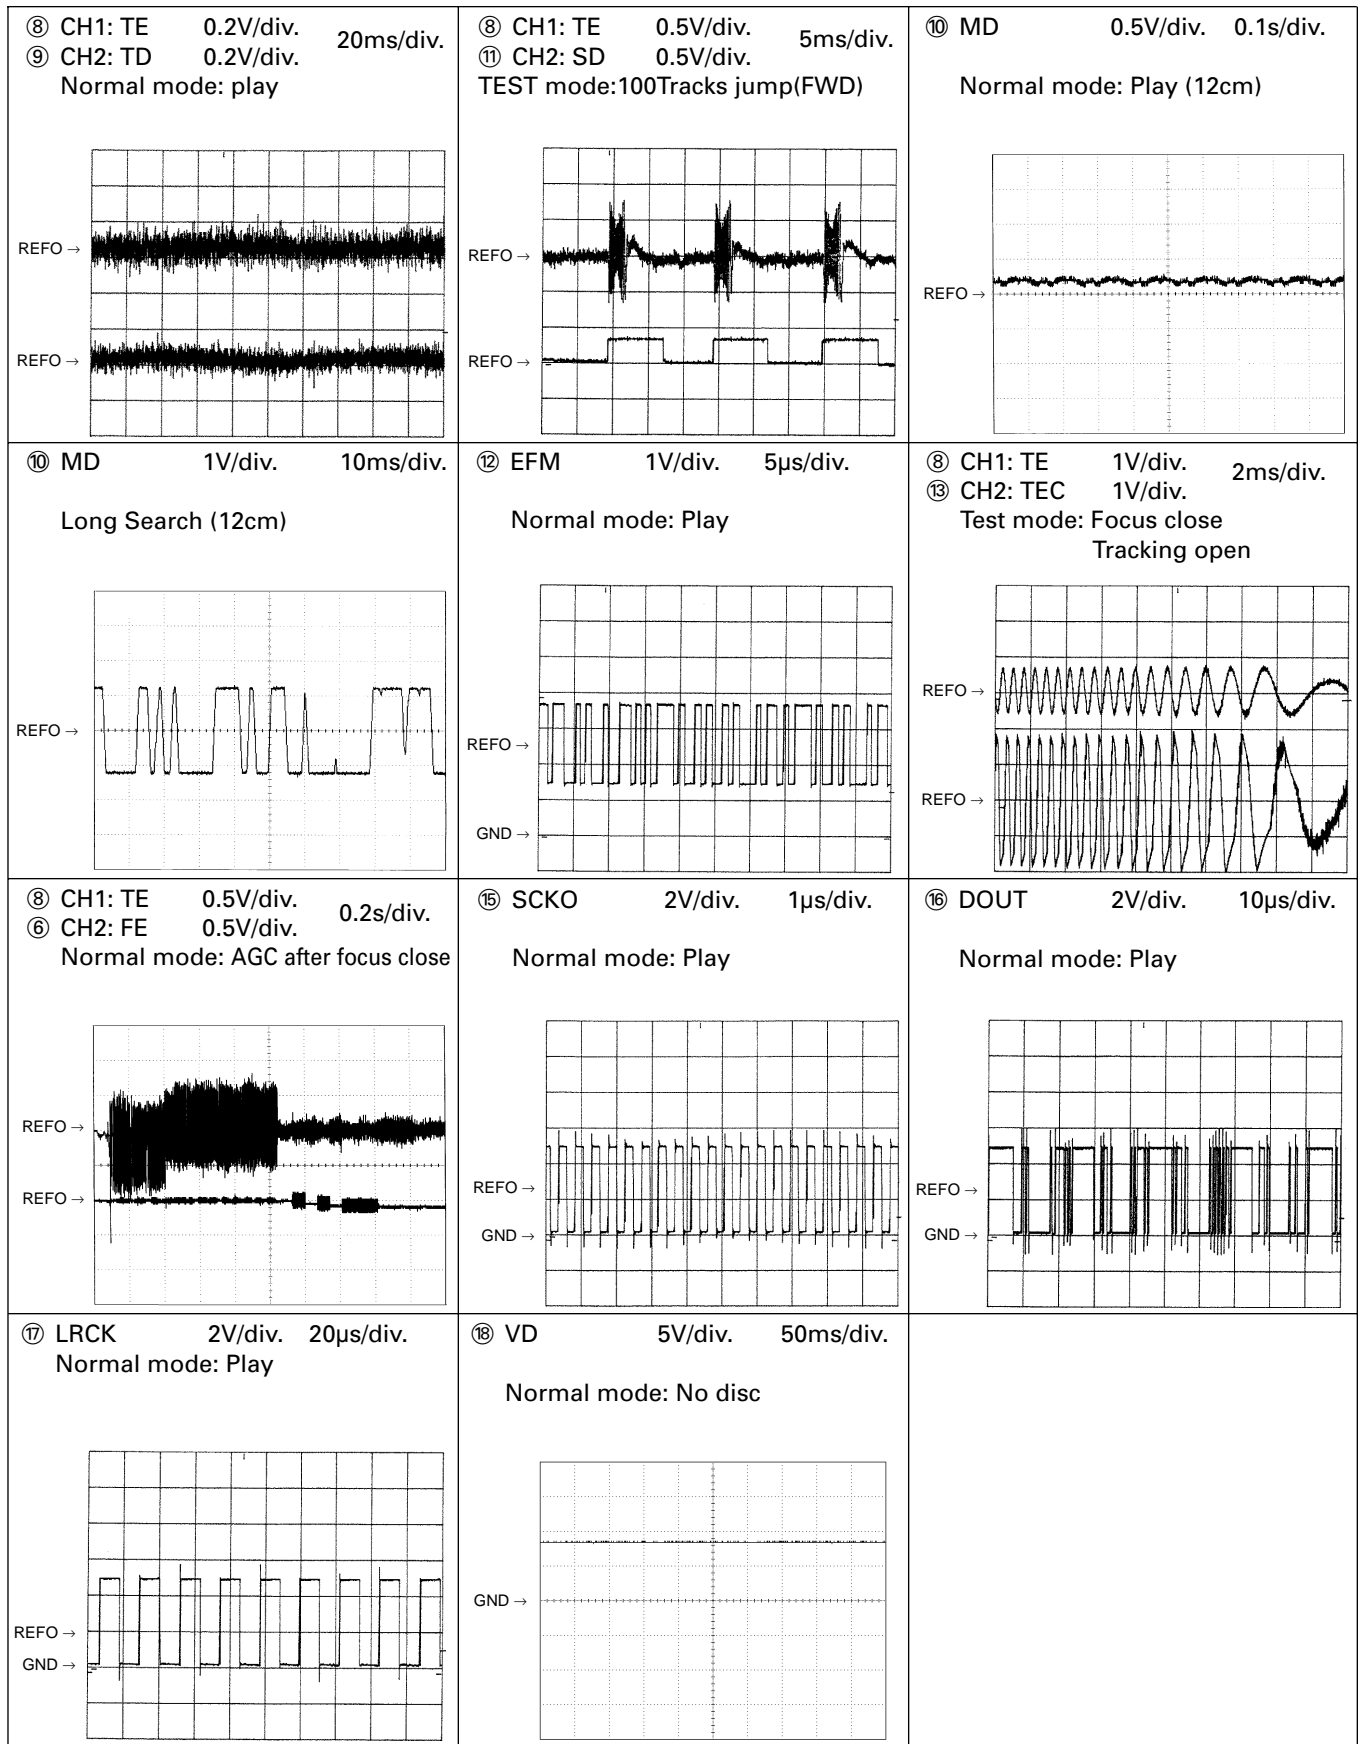 ⑧ CH1: TE 0.2V/div. 20ms/div.
⑨ CH2: TD 0.2V/div.
Normal mode: play
REFO →
REFO →
⑧ CH1: TE 0.5V/div. 5ms/div.
⑪ CH2: SD 0.5V/div.
TEST mode:100Tracks jump(FWD)
REFO →
REFO →
⑩ MD 0.5V/div. 0.1s/div.
Normal mode: Play (12cm)
REFO →
⑩ MD 1V/div. 10ms/div.
Long Search (12cm)
REFO →
⑫ EFM 1V/div. 5µs/div.
Normal mode: Play
REFO →
GND →
⑧ CH1: TE 1V/div. 2ms/div.
⑬ CH2: TEC 1V/div.
Test mode: Focus close
Tracking open
REFO →
REFO →
⑧ CH1: TE 0.5V/div. 0.2s/div.
⑥ CH2: FE 0.5V/div.
Normal mode: AGC after focus close
REFO →
REFO →
⑮ SCKO 2V/div. 1µs/div.
Normal mode: Play
REFO →
GND →
⑯ DOUT 2V/div. 10µs/div.
Normal mode: Play
REFO →
GND →
⑰ LRCK 2V/div. 20µs/div.
Normal mode: Play
REFO →
GND →
⑱ VD 5V/div. 50ms/div.
Normal mode: No disc
GND →